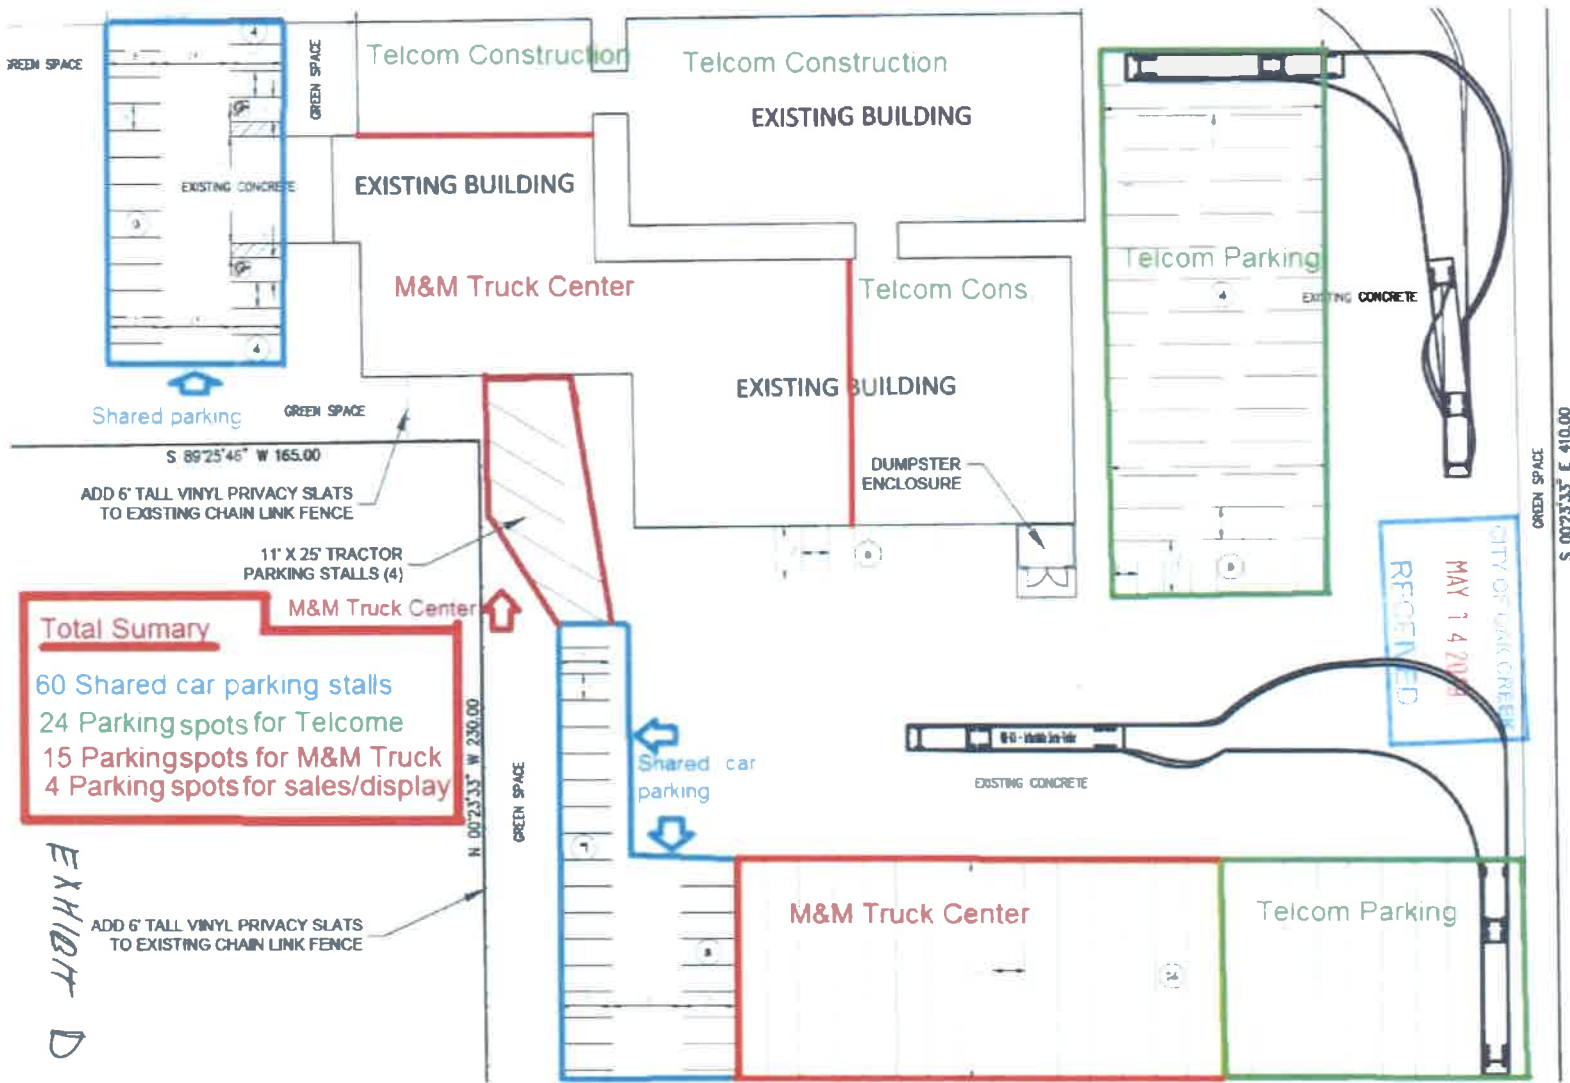 GREEN SPACE
GREEN SPACE
Telcom Construction
Telcom Construction
EXISTING BUILDING
EXISTING CONCRETE
EXISTING BUILDING
M&M Truck Center
Telcom Cons.
Telcom Parking
EXISTING CONCRETE
EXISTING BUILDING
Shared parking
GREEN SPACE
S 89°25'46" W 165.00
ADD 6' TALL VINYL PRIVACY SLATS
TO EXISTING CHAIN LINK FENCE
DUMPSTER
ENCLOSURE
GREEN SPACE
S 00°23'33" E 410.00
11' X 25' TRACTOR
PARKING STALLS (4)
M&M Truck Center
CITY OF OAK CREEK
MAY 14
RECEIVED
Total Sumary
60 Shared car parking stalls
24 Parking spots for Telcome
15 Parkingspots for M&M Truck
4 Parking spots for sales/display
N 00°23'33" W 230.00
GREEN SPACE
Shared car
parking
EXISTING CONCRETE
EXHIBIT D
ADD 6' TALL VINYL PRIVACY SLATS
TO EXISTING CHAIN LINK FENCE
M&M Truck Center
Telcom Parking